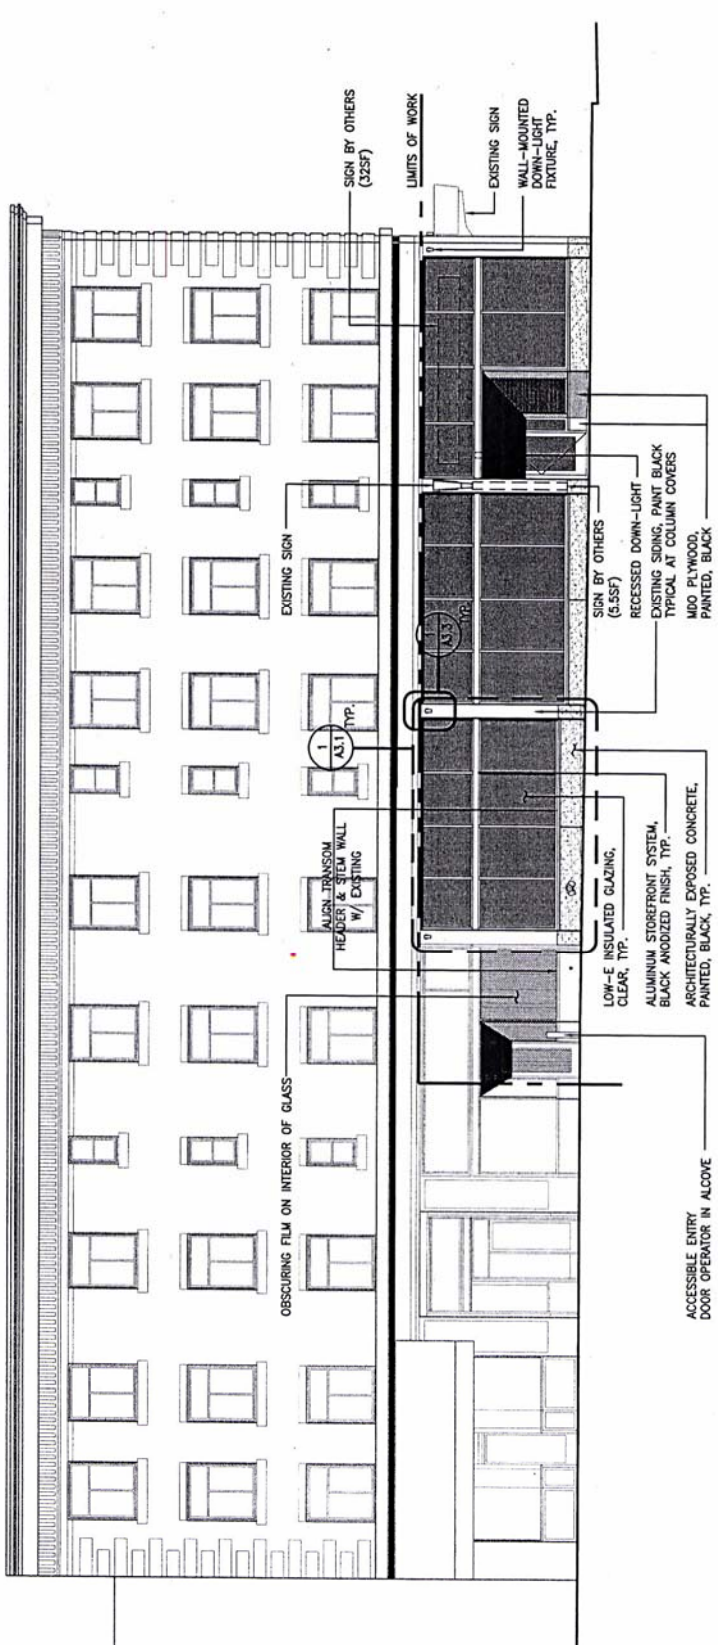 OBSCURING FILM ON INTERIOR OF GLASS
ALIGN TRANSOM
HEADER & STEM WALL
W/ EXISTING
1
A3.1
TYP.
EXISTING SIGN
SIGN BY OTHERS
(32SF)
LIMITS OF WORK
EXISTING SIGN
WALL-MOUNTED
DOWN-LIGHT
FIXTURE, TYP.
A3.3
TYP.
ACCESSIBLE ENTRY
DOOR OPERATOR IN ALCOVE
LOW-E INSULATED GLAZING,
CLEAR, TYP.
ALUMINUM STOREFRONT SYSTEM,
BLACK ANODIZED FINISH, TYP.
ARCHITECTURALLY EXPOSED CONCRETE,
PAINTED, BLACK, TYP.
SIGN BY OTHERS
(5.5SF)
RECESSED DOWN-LIGHT
EXISTING SIDING, PAINT BLACK
TYPICAL AT COLUMN COVERS
MDO PLYWOOD,
PAINTED, BLACK